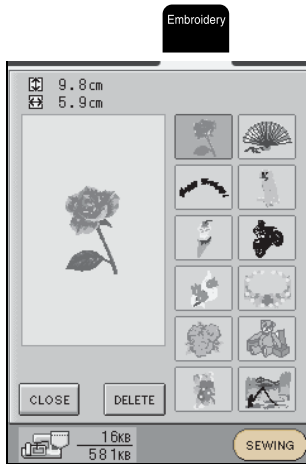 Embroidery
9.8cm
5.9cm
CLOSE
DELETE
16KB
581KB
SEWING